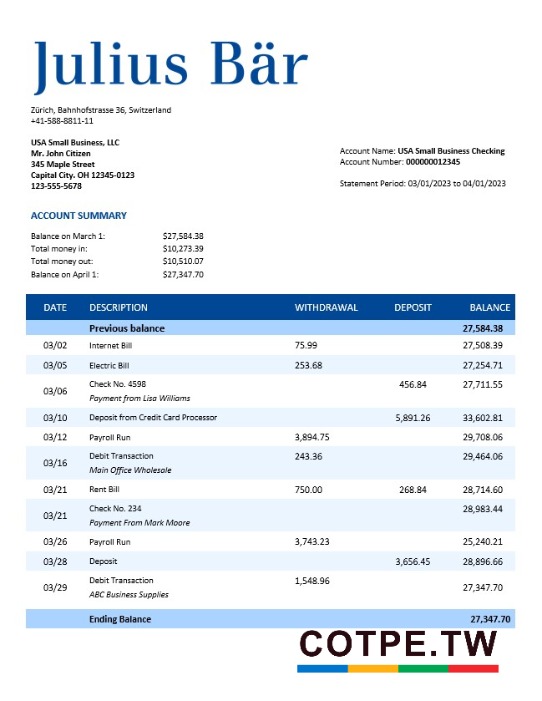 Julius Bär
Zürich, Bahnhofstrasse 36, Switzerland
+41-588-8811-11
USA Small Business, LLC
Mr. John Citizen
345 Maple Street
Capital City. OH 12345-0123
123-555-5678
Account Name: USA Small Business Checking
Account Number: 000000012345
Statement Period: 03/01/2023 to 04/01/2023
ACCOUNT SUMMARY
Balance on March 1: $27,584.38
Total money in: $10,273.39
Total money out: $10,510.07
Balance on April 1: $27,347.70
DATE DESCRIPTION WITHDRAWAL DEPOSIT BALANCE
Previous balance 27,584.38
03/02 Internet Bill 75.99 27,508.39
03/05 Electric Bill 253.68 27,254.71
03/06 Check No. 4598 456.84 27,711.55
Payment from Lisa Williams
03/10 Deposit from Credit Card Processor 5,891.26 33,602.81
03/12 Payroll Run 3,894.75 29,708.06
03/16 Debit Transaction 243.36 29,464.06
Main Office Wholesale
03/21 Rent Bill 750.00 268.84 28,714.60
03/21 Check No. 234 28,983.44
Payment From Mark Moore
03/26 Payroll Run 3,743.23 25,240.21
03/28 Deposit 3,656.45 28,896.66
03/29 Debit Transaction 1,548.96 27,347.70
ABC Business Supplies
Ending Balance 27,347.70
COTPE.TW